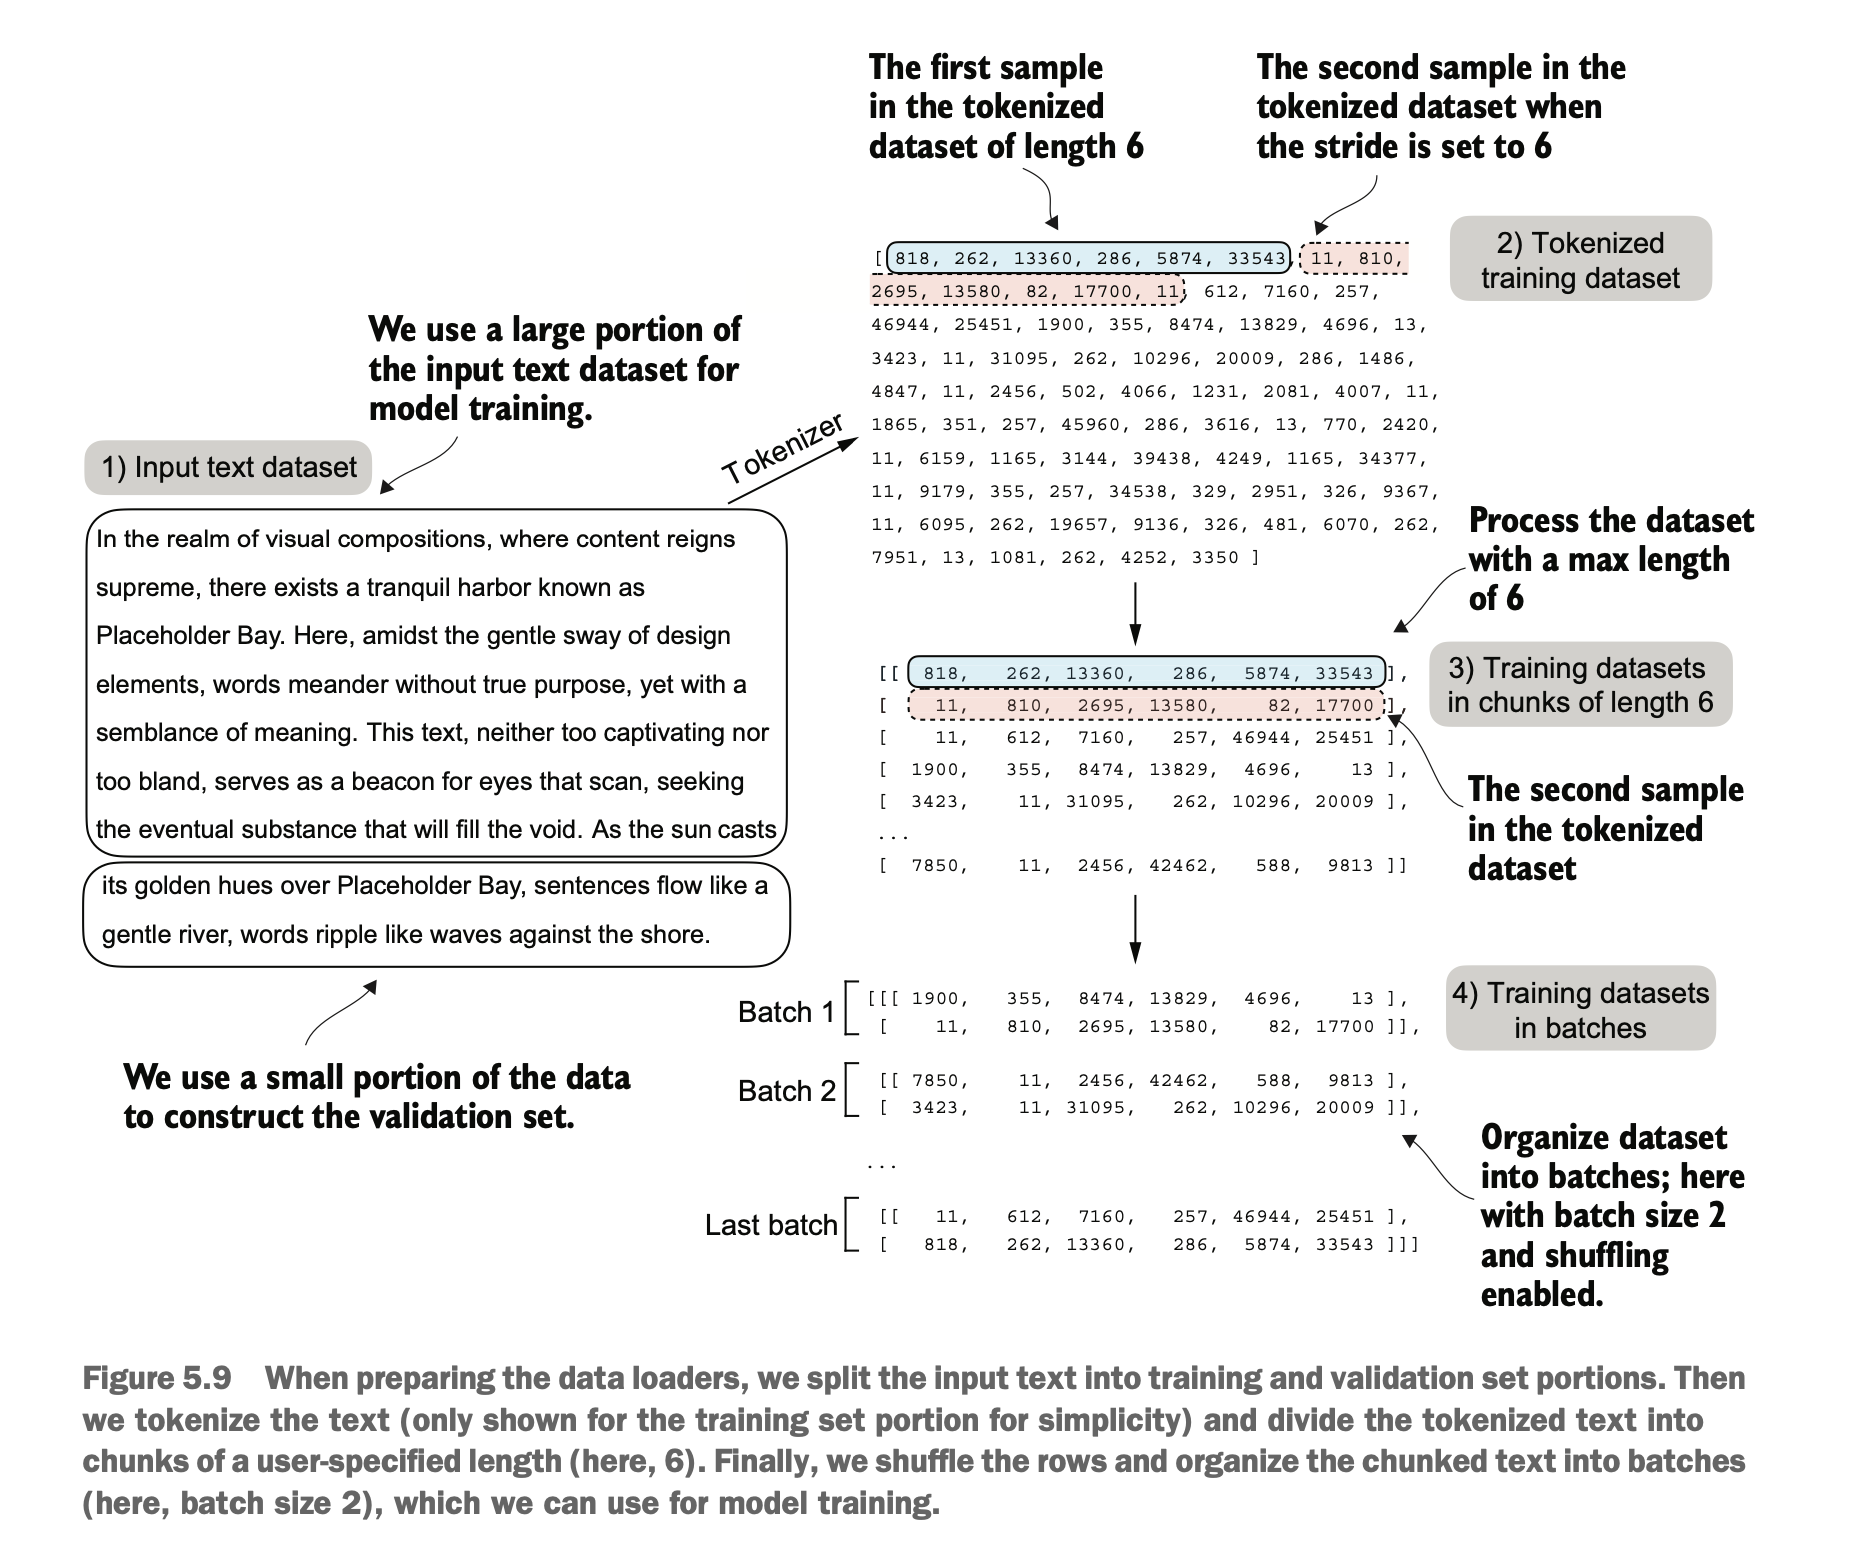 The first sample
in the tokenized
dataset of length 6
The second sample in the
tokenized dataset when
the stride is set to 6
2) Tokenized
training dataset
[ 818, 262, 13360, 286, 5874, 33543, 11, 810,
2695, 13580, 82, 17700, 11, 612, 7160, 257,
46944, 25451, 1900, 355, 8474, 13829, 4696, 13,
3423, 11, 31095, 262, 10296, 20009, 286, 1486,
4847, 11, 2456, 502, 4066, 1231, 2081, 4007, 11,
1865, 351, 257, 45960, 286, 3616, 13, 770, 2420,
11, 6159, 1165, 3144, 39438, 4249, 1165, 34377,
11, 9179, 355, 257, 34538, 329, 2951, 326, 9367,
11, 6095, 262, 19657, 9136, 326, 481, 6070, 262,
7951, 13, 1081, 262, 4252, 3350 ]
We use a large portion of
the input text dataset for
model training.
Tokenizer
1) Input text dataset
In the realm of visual compositions, where content reigns
supreme, there exists a tranquil harbor known as
Placeholder Bay. Here, amidst the gentle sway of design
elements, words meander without true purpose, yet with a
semblance of meaning. This text, neither too captivating nor
too bland, serves as a beacon for eyes that scan, seeking
the eventual substance that will fill the void. As the sun casts
its golden hues over Placeholder Bay, sentences flow like a
gentle river, words ripple like waves against the shore.
We use a small portion of the data
to construct the validation set.
Process the dataset
with a max length
of 6
3) Training datasets
in chunks of length 6
[[ 818, 262, 13360, 286, 5874, 33543 ],
[ 11, 810, 2695, 13580, 82, 17700 ],
[ 11, 612, 7160, 257, 46944, 25451 ],
[ 1900, 355, 8474, 13829, 4696, 13 ],
[ 3423, 11, 31095, 262, 10296, 20009 ],
...
[ 7850, 11, 2456, 42462, 588, 9813 ]]
The second sample
in the tokenized
dataset
4) Training datasets
in batches
Batch 1
[[[ 1900, 355, 8474, 13829, 4696, 13 ],
[ 11, 810, 2695, 13580, 82, 17700 ]],
Batch 2
[[ 7850, 11, 2456, 42462, 588, 9813 ],
[ 3423, 11, 31095, 262, 10296, 20009 ]],
...
Last batch
[[ 11, 612, 7160, 257, 46944, 25451 ],
[ 818, 262, 13360, 286, 5874, 33543 ]]]
Organize dataset
into batches; here
with batch size 2
and shuffling
enabled.
Figure 5.9 When preparing the data loaders, we split the input text into training and validation set portions. Then
we tokenize the text (only shown for the training set portion for simplicity) and divide the tokenized text into
chunks of a user-specified length (here, 6). Finally, we shuffle the rows and organize the chunked text into batches
(here, batch size 2), which we can use for model training.